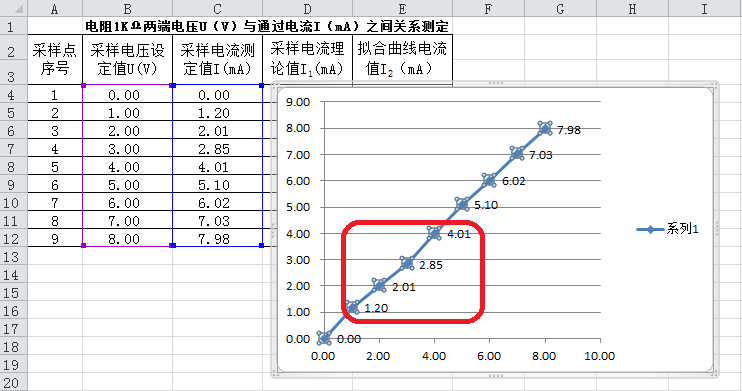 A B C D E F G H I
1 电阻1KΩ两端电压U（V）与通过电流I（mA）之间关系测定
2 采样点 采样电压设 采样电流测 采样电流理 拟合曲线电流
3 序号 定值U(V) 定值I(mA) 论值I₁(mA) 值I₂（mA）
4 1 0.00 0.00
5 2 1.00 1.20
6 3 2.00 2.01
7 4 3.00 2.85
8 5 4.00 4.01
9 6 5.00 5.10
10 7 6.00 6.02
11 8 7.00 7.03
12 9 8.00 7.98
13
14
15
16
17
18
19
20
9.00
8.00
7.00
6.00
5.00
4.00
3.00
2.00
1.00
0.00
7.98
7.03
6.02
5.10
4.01
2.85
2.01
1.20
0.00
0.00 2.00 4.00 6.00 8.00 10.00
系列1